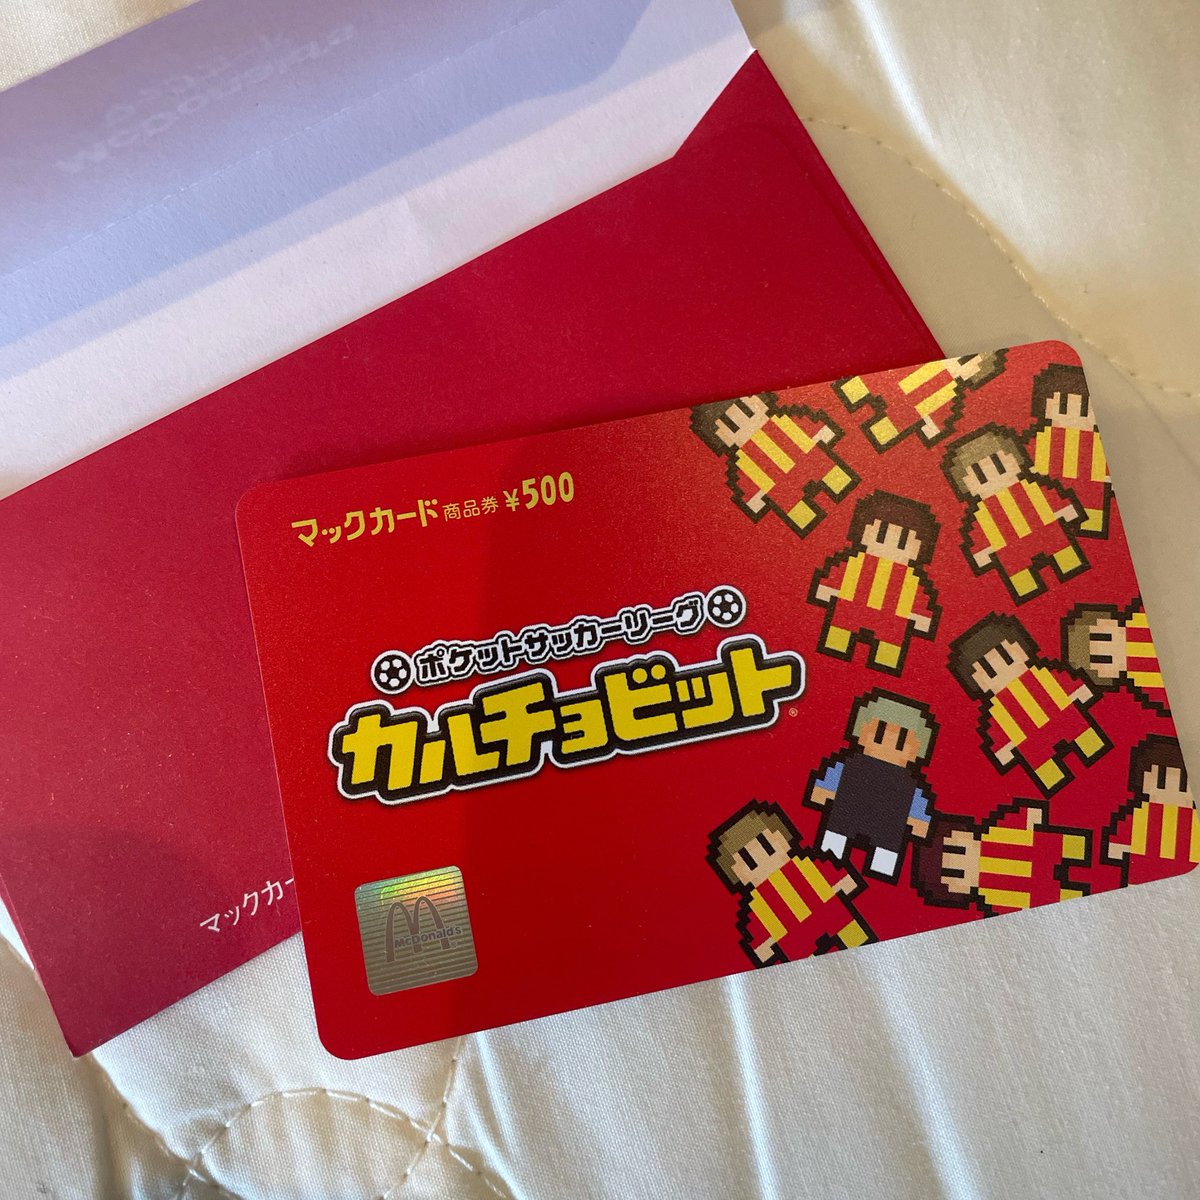 マックカード 商品券 ¥500
ポケットサッカーリーグ
カルチョビット®
McDonald's
マックカー